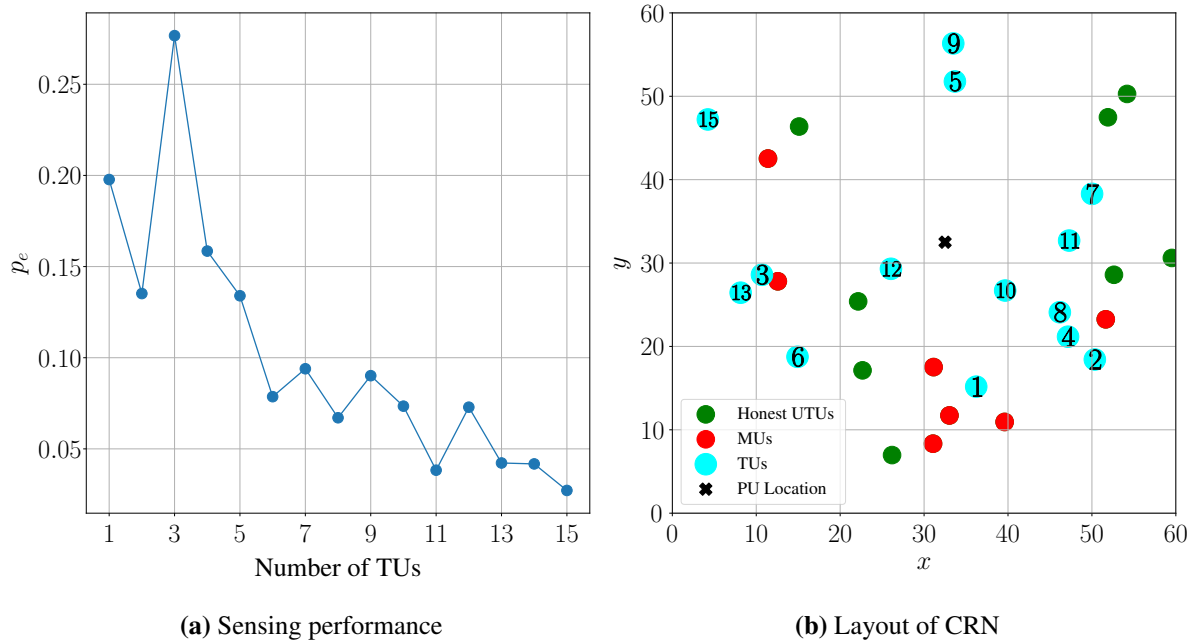 0.25
0.20
0.15
0.10
0.05
p_e
1 3 5 7 9 11 13 15
Number of TUs
(a) Sensing performance
60
50
40
30
20
10
0
y
9
5
15
7
11
12
3
13
10
8
4
6
2
1
Honest UTUs
MUs
TUs
PU Location
0 10 20 30 40 50 60
x
(b) Layout of CRN